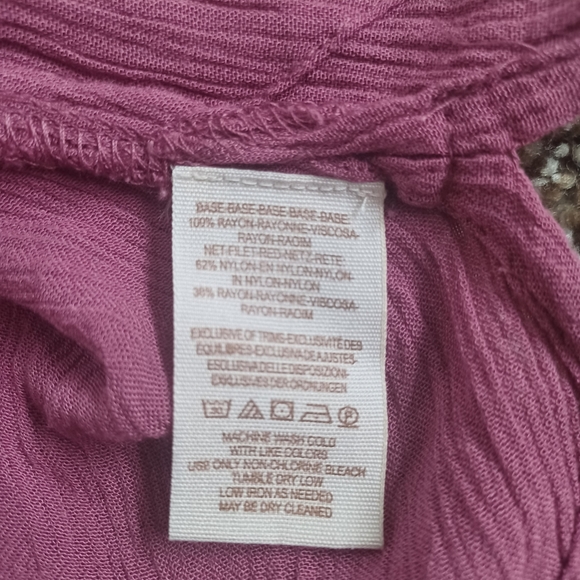 BASE-BASE-BASE-BASE-BASE
100% RAYON-RAYONNE-VISCOSA-
RAYON-RADIM
NET-FILET-RED-NETZ-RETE:
62% NYLON-EN NYLON-NYLON-
IN NYLON-NYLON
38% RAYON-RAYONNE-VISCOSA-
RAYON-RADIM
EXCLUSIVE OF TRIMS-EXCLUSIVITÉ DES
ÉQUILIBRES-EXCLUSIVA DE AJUSTES-
ESCLUSIVA DELLE DISPOSIZIONI-
EXKLUSIVES DER ORDNUNGEN
MACHINE WASH COLD
WITH LIKE COLORS
USE ONLY NON-CHLORINE BLEACH
TUMBLE DRY LOW
LOW IRON AS NEEDED
MAY BE DRY CLEANED